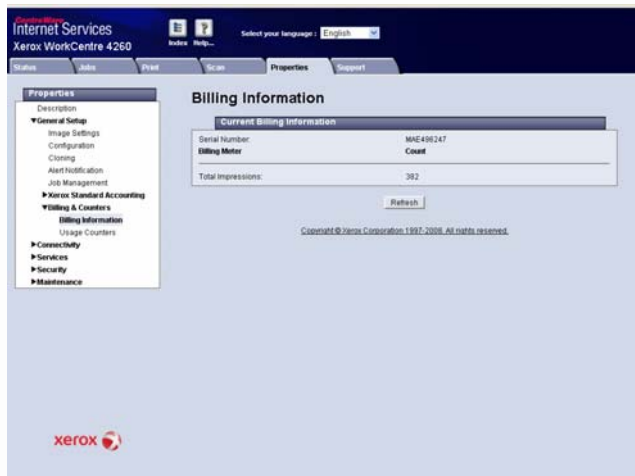 CentreWare
Internet Services
Xerox WorkCentre 4260
Index Help...
Select your language : English
Status Jobs Print Scan Properties Support
Properties
Description
▼General Setup
Image Settings
Configuration
Cloning
Alert Notification
Job Management
▶Xerox Standard Accounting
▼Billing & Counters
Billing Information
Usage Counters
▶Connectivity
▶Services
▶Security
▶Maintenance
Billing Information
Current Billing Information
Serial Number: MAE498247
Billing Meter Count
Total Impressions: 382
Refresh
Copyright © Xerox Corporation 1997-2008. All rights reserved.
xerox